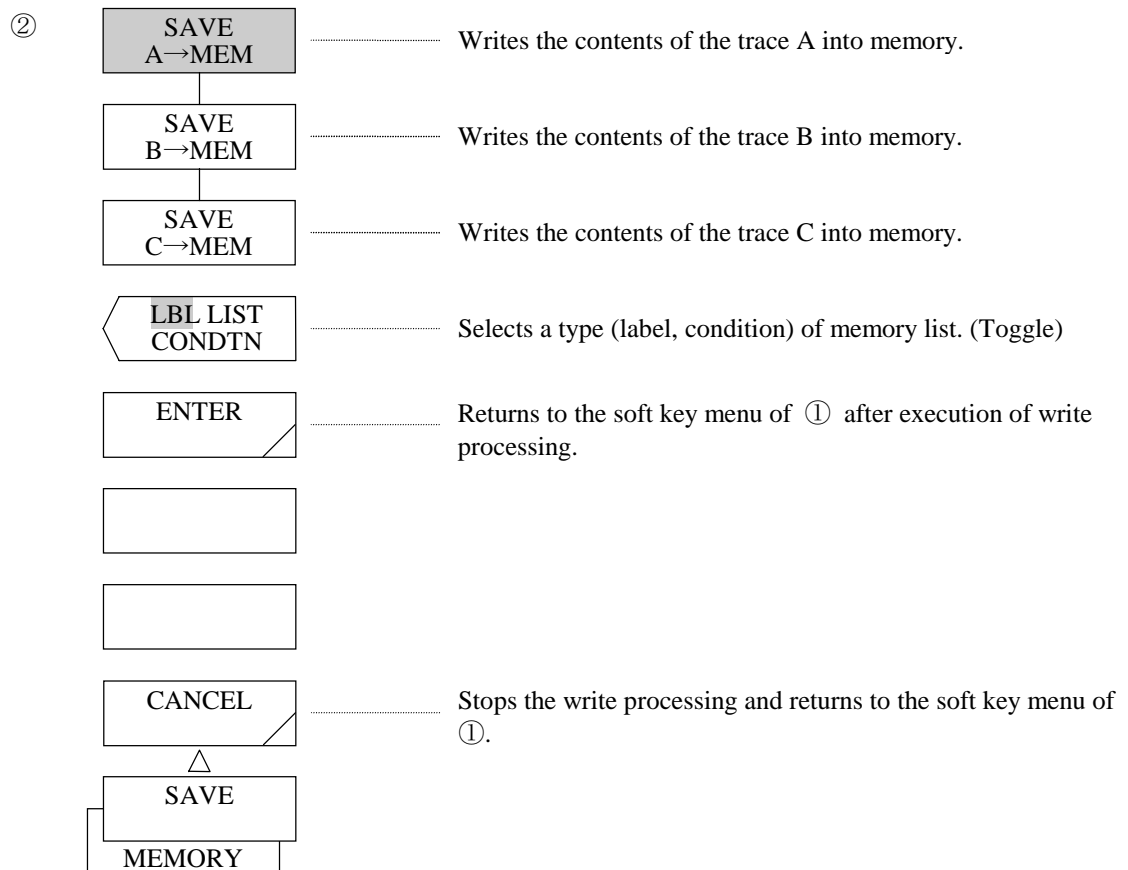 ②
SAVE
A→MEM
Writes the contents of the trace A into memory.
SAVE
B→MEM
Writes the contents of the trace B into memory.
SAVE
C→MEM
Writes the contents of the trace C into memory.
LBL LIST
CONDTN
Selects a type (label, condition) of memory list. (Toggle)
ENTER
Returns to the soft key menu of ① after execution of write
processing.
CANCEL
Stops the write processing and returns to the soft key menu of
①.
SAVE
MEMORY